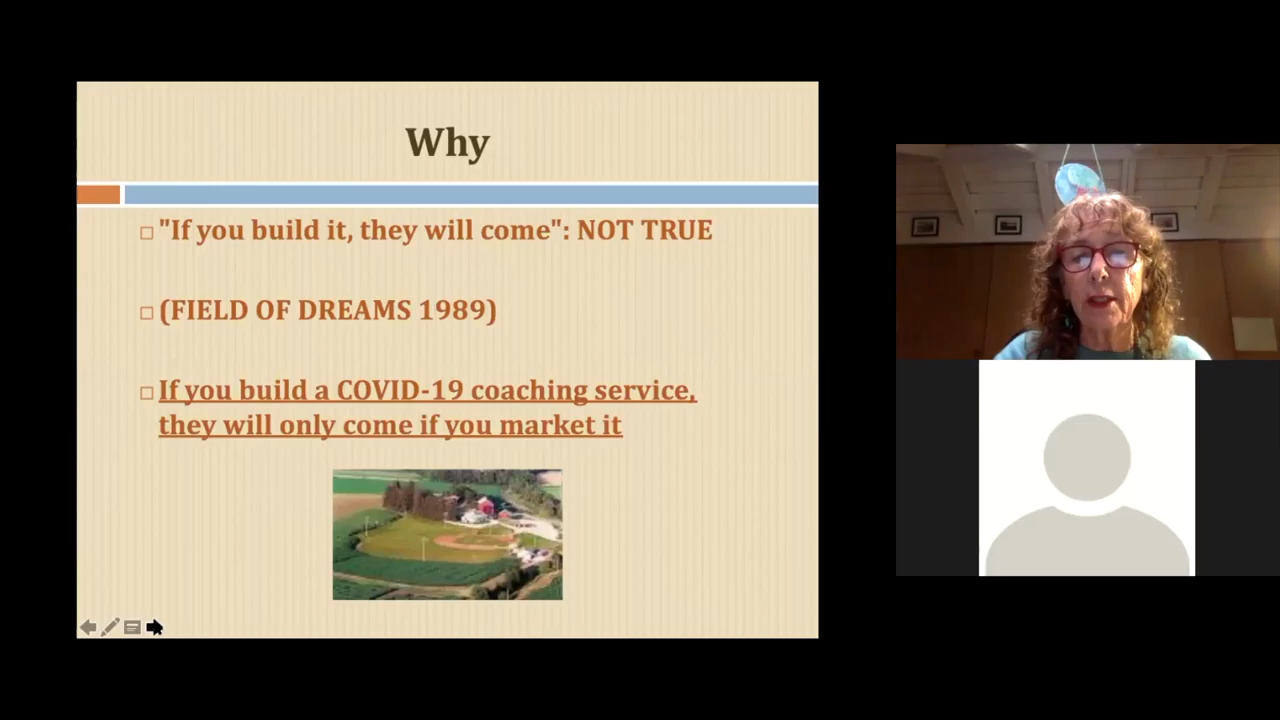 Why
"If you build it, they will come": NOT TRUE
(FIELD OF DREAMS 1989)
If you build a COVID-19 coaching service,
they will only come if you market it